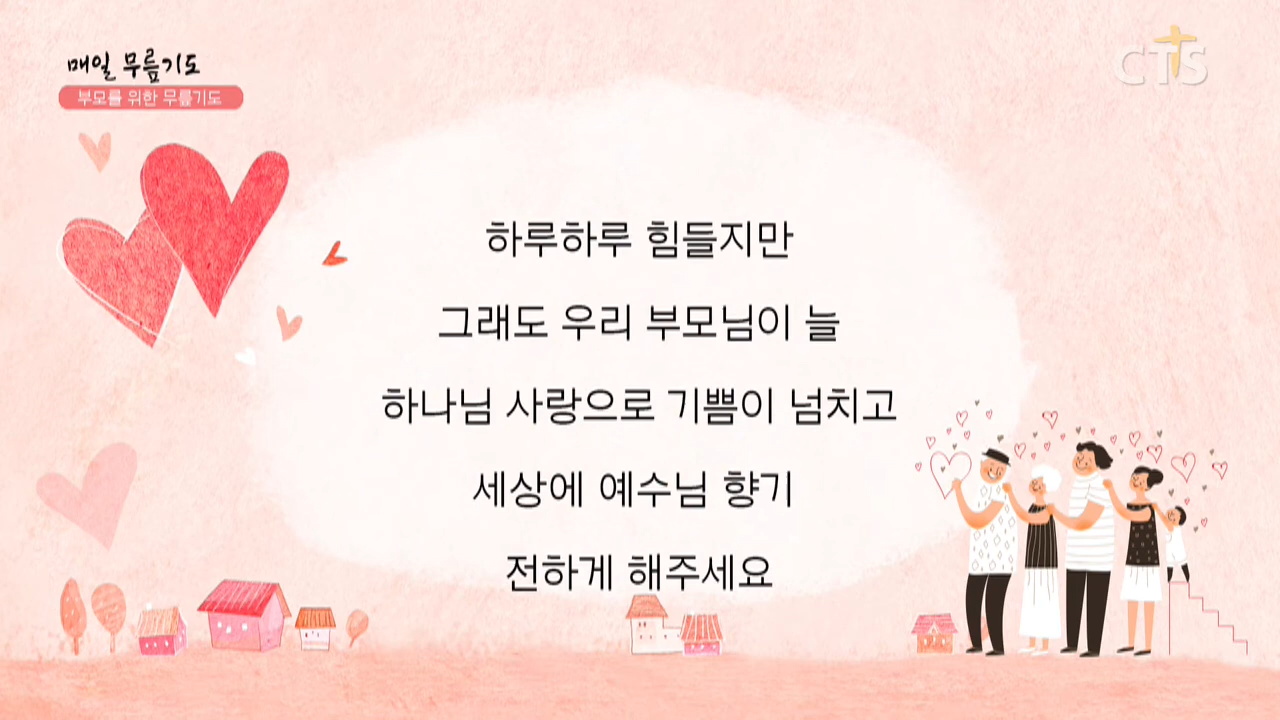 매일 무릎기도
부모를 위한 무릎기도
CTS
하루하루 힘들지만
그래도 우리 부모님이 늘
하나님 사랑으로 기쁨이 넘치고
세상에 예수님 향기
전하게 해주세요